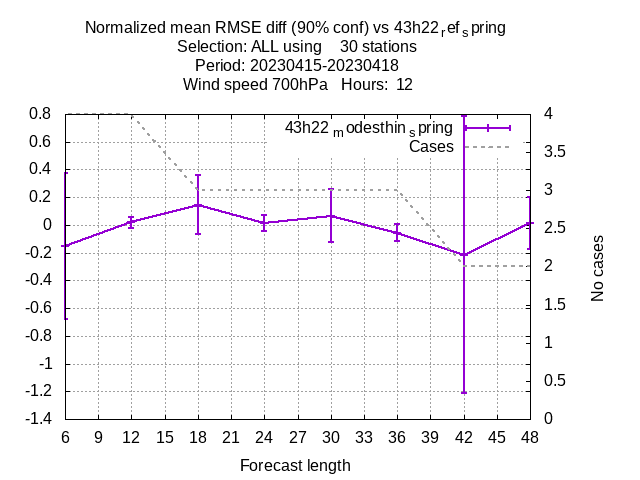 Normalized mean RMSE diff (90% conf) vs 43h22refspring
Selection: ALL using 30 stations
Period: 20230415-20230418
Wind speed 700hPa Hours: 12
43h22modesthinspring
Cases
0.8
0.6
0.4
0.2
0
-0.2
-0.4
-0.6
-0.8
-1
-1.2
-1.4
4
3.5
3
2.5
2
1.5
1
0.5
0
No cases
6 9 12 15 18 21 24 27 30 33 36 39 42 45 48
Forecast length